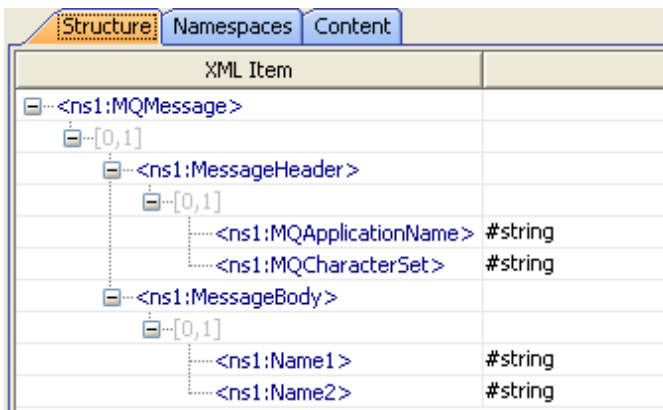 Structure Namespaces Content
XML Item
<ns1:MQMessage>
[0,1]
<ns1:MessageHeader>
[0,1]
<ns1:MQApplicationName> #string
<ns1:MQCharacterSet> #string
<ns1:MessageBody>
[0,1]
<ns1:Name1> #string
<ns1:Name2> #string